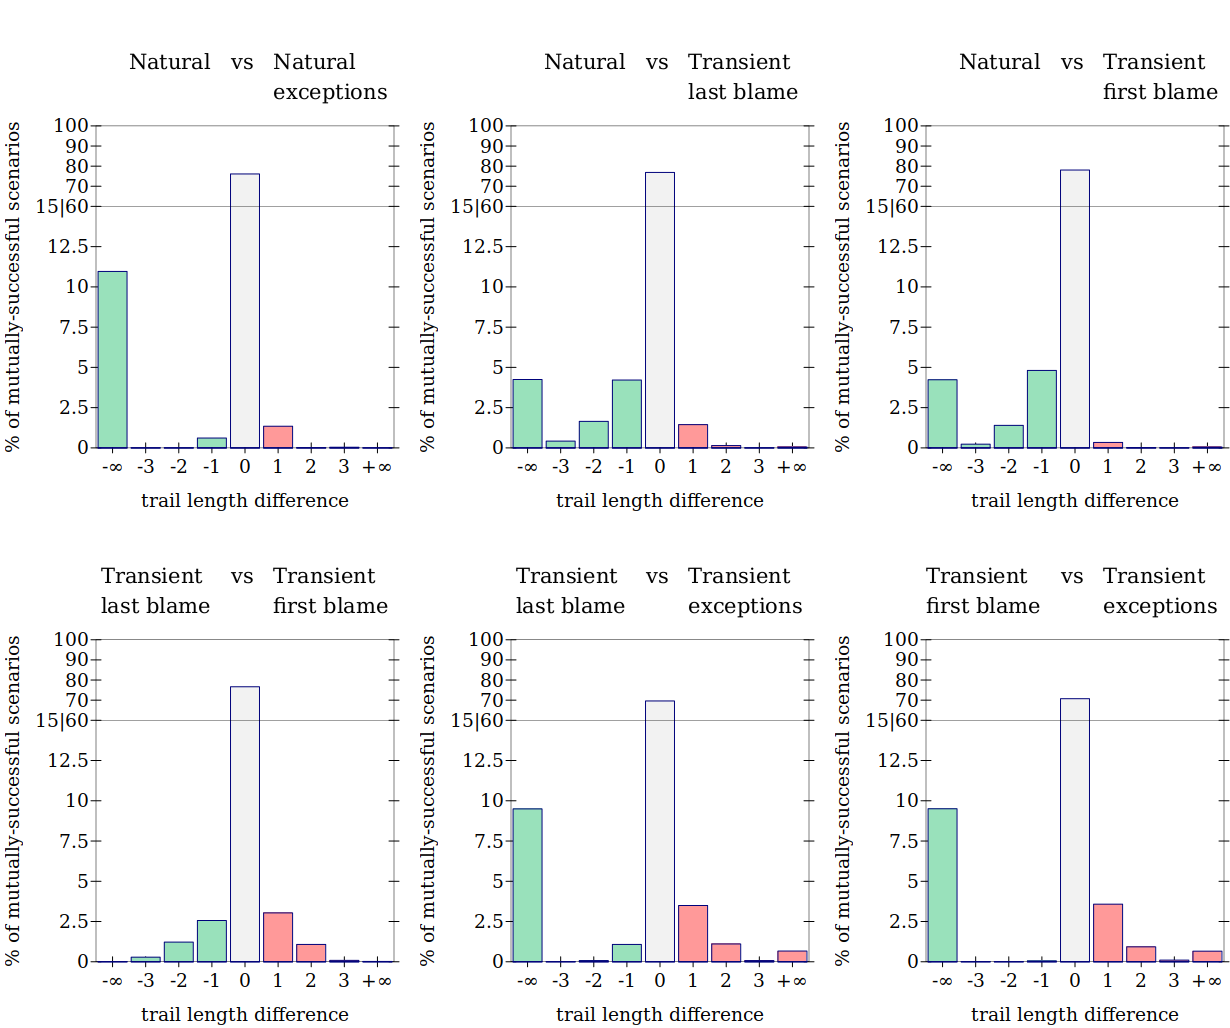 Natural vs Natural
exceptions
% of mutually-successful scenarios
100
90
80
70
15|60
12.5
10
7.5
5
2.5
0
-∞ -3 -2 -1 0 1 2 3 +∞
trail length difference
Natural vs Transient
last blame
% of mutually-successful scenarios
100
90
80
70
15|60
12.5
10
7.5
5
2.5
0
-∞ -3 -2 -1 0 1 2 3 +∞
trail length difference
Natural vs Transient
first blame
% of mutually-successful scenarios
100
90
80
70
15|60
12.5
10
7.5
5
2.5
0
-∞ -3 -2 -1 0 1 2 3 +∞
trail length difference
Transient vs Transient
last blame first blame
% of mutually-successful scenarios
100
90
80
70
15|60
12.5
10
7.5
5
2.5
0
-∞ -3 -2 -1 0 1 2 3 +∞
trail length difference
Transient vs Transient
last blame exceptions
% of mutually-successful scenarios
100
90
80
70
15|60
12.5
10
7.5
5
2.5
0
-∞ -3 -2 -1 0 1 2 3 +∞
trail length difference
Transient vs Transient
first blame exceptions
% of mutually-successful scenarios
100
90
80
70
15|60
12.5
10
7.5
5
2.5
0
-∞ -3 -2 -1 0 1 2 3 +∞
trail length difference